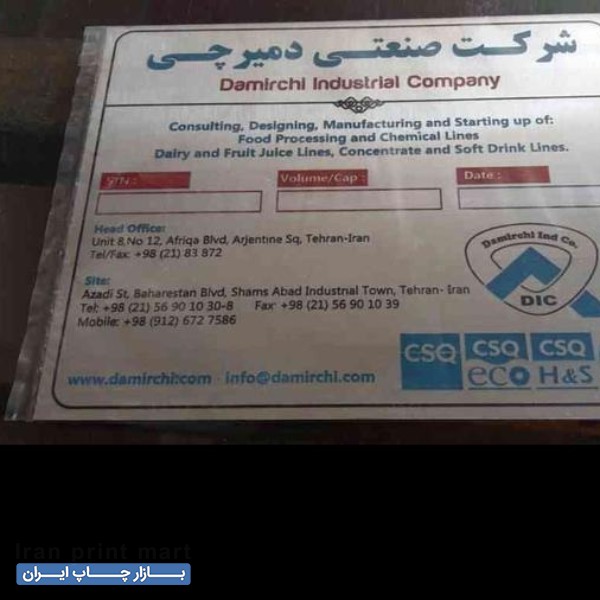 شرکت صنعتی دمیرچی
Damirchi Industrial Company
Consulting, Designing, Manufacturing and Starting up of:
Food Processing and Chemical Lines
Dairy and Fruit Juice Lines, Concentrate and Soft Drink Lines.
S/N :
Volume/Cap :
Date :
Head Office:
Unit 8,No 12, Afriqa Blvd, Arjentine Sq, Tehran-Iran
Tel/Fax: +98 (21) 83 872
Site:
Azadi St, Baharestan Blvd, Shams Abad Industrial Town, Tehran- Iran
Tel: +98 (21) 56 90 10 30-8 Fax: +98 (21) 56 90 10 39
Mobile: +98 (912) 672 7586
www.damirchi.com - info@damirchi.com
Damirchi Ind Co.
DIC
CSQ CSQ CSQ
eco H&S
Iran print mart
بازار چاپ ایران